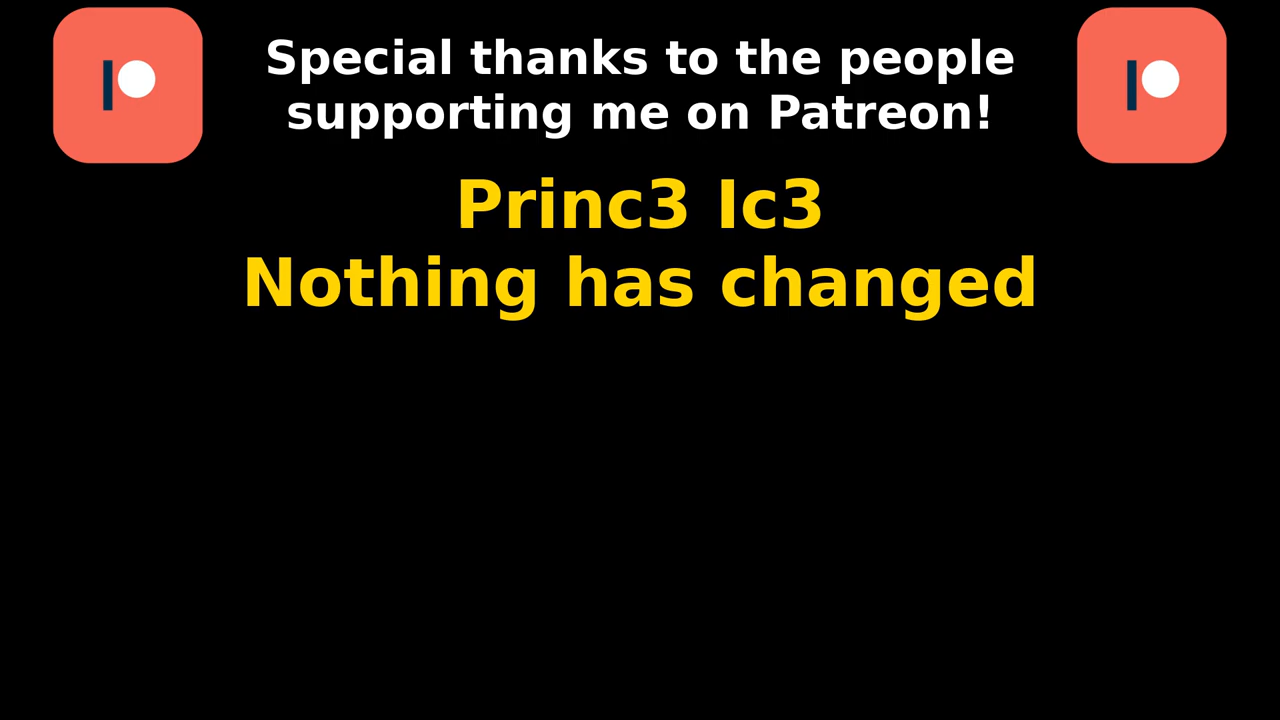 Special thanks to the people
supporting me on Patreon!
Princ3 Ic3
Nothing has changed